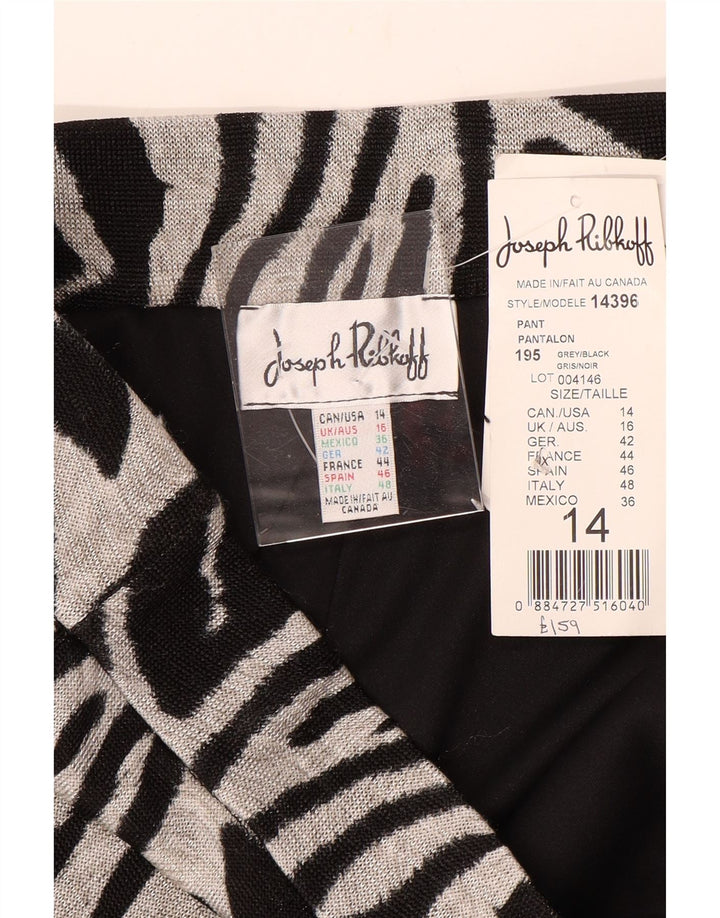 Joseph Ribkoff
CAN/USA 14
UK/AUS 16
MEXICO 36
GER 42
FRANCE 44
SPAIN 46
ITALY 48
MADE IN/FAIT AU
CANADA
Joseph Ribkoff
MADE IN/FAIT AU CANADA
STYLE/MODELE 14396
PANT
PANTALON
195 GREY/BLACK
GRIS/NOIR
LOT 004146
SIZE/TAILLE
CAN./USA 14
UK / AUS. 16
GER. 42
FRANCE 44
SPAIN 46
ITALY 48
MEXICO 36
14
0 884727 516040
£159